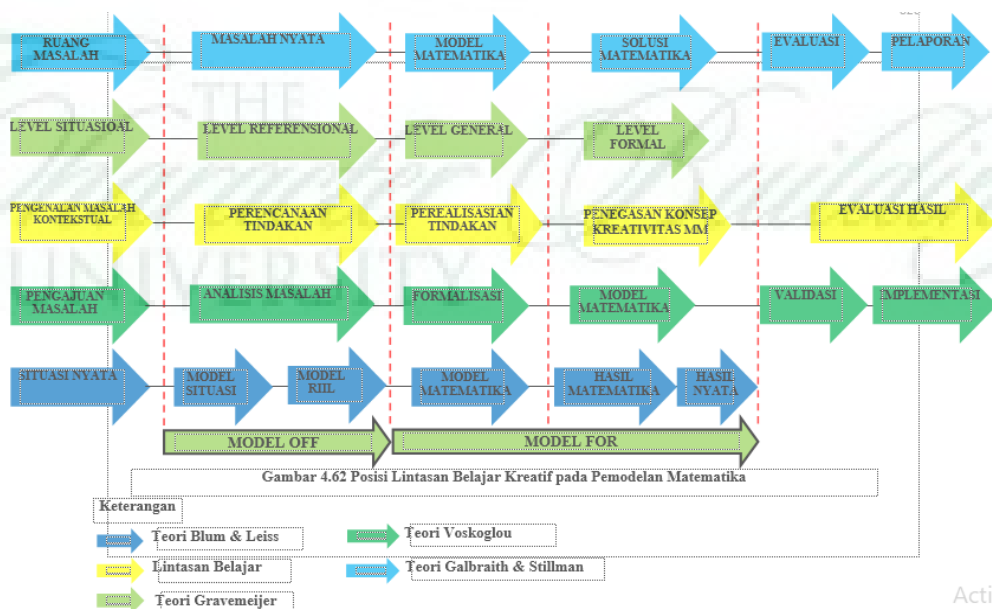 RUANG
MASALAH
MASALAH NYATA
MODEL
MATEMATIKA
SOLUSI
MATEMATIKA
EVALUASI
PELAPORAN
THE
LEVEL SITUASIOAL
LEVEL REFERENSIONAL
LEVEL GENERAL
LEVEL
FORMAL
PENGENALAN MASALAH
KONTEKSTUAL
PERENCANAAN
TINDAKAN
PEREALISASIAN
TINDAKAN
PENEGASAN KONSEP
KREATIVITAS MM
EVALUASI HASIL
UNIVERSITY
PENGAJUAN
MASALAH
ANALISIS MASALAH
FORMALISASI
MODEL
MATEMATIKA
VALIDASI
IMPLEMENTASI
SITUASI NYATA
MODEL
SITUASI
MODEL
RIIL
MODEL
MATEMATIKA
HASIL
MATEMATIKA
HASIL
NYATA
MODEL OFF
MODEL FOR
Gambar 4.62 Posisi Lintasan Belajar Kreatif pada Pemodelan Matematika
Keterangan
Teori Blum & Leiss
Teori Voskoglou
Lintasan Belajar
Teori Galbraith & Stillman
Teori Gravemeijer
Acti